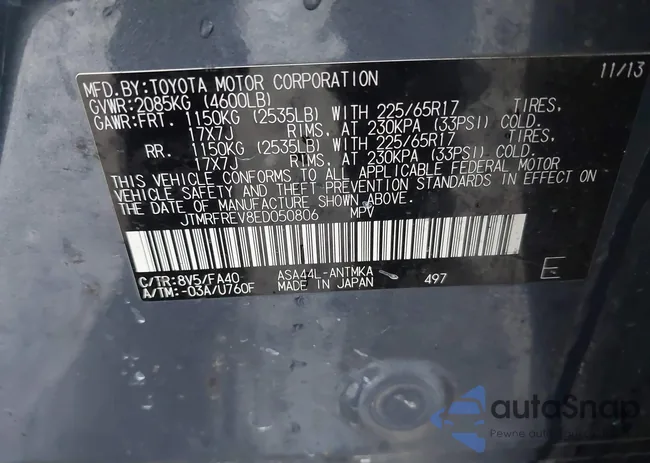 MFD.BY:TOYOTA MOTOR CORPORATION 11/13
GVWR:2085KG (4600LB)
GAWR:FRT. 1150KG (2535LB) WITH 225/65R17 TIRES.
17X7J RIMS. AT 230KPA (33PSI) COLD.
RR. 1150KG (2535LB) WITH 225/65R17 TIRES.
17X7J RIMS. AT 230KPA (33PSI) COLD.
THIS VEHICLE CONFORMS TO ALL APPLICABLE FEDERAL MOTOR
VEHICLE SAFETY AND THEFT PREVENTION STANDARDS IN EFFECT ON
THE DATE OF MANUFACTURE SHOWN ABOVE.
JTMRFREV8ED050806 MPV
C/TR:8V5/FA40 ASA44L-ANTMKA 497 E
A/TM:-03A/U760F MADE IN JAPAN
autoSnap
Pewne auto